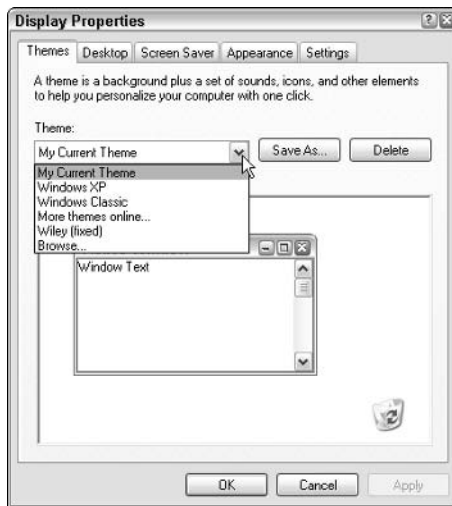 Display Properties
Themes Desktop Screen Saver Appearance Settings
A theme is a background plus a set of sounds, icons, and other elements
to help you personalize your computer with one click.
Theme:
My Current Theme Save As... Delete
My Current Theme
Windows XP
Windows Classic
More themes online...
Wiley (fixed)
Browse...
Window Text
OK Cancel Apply